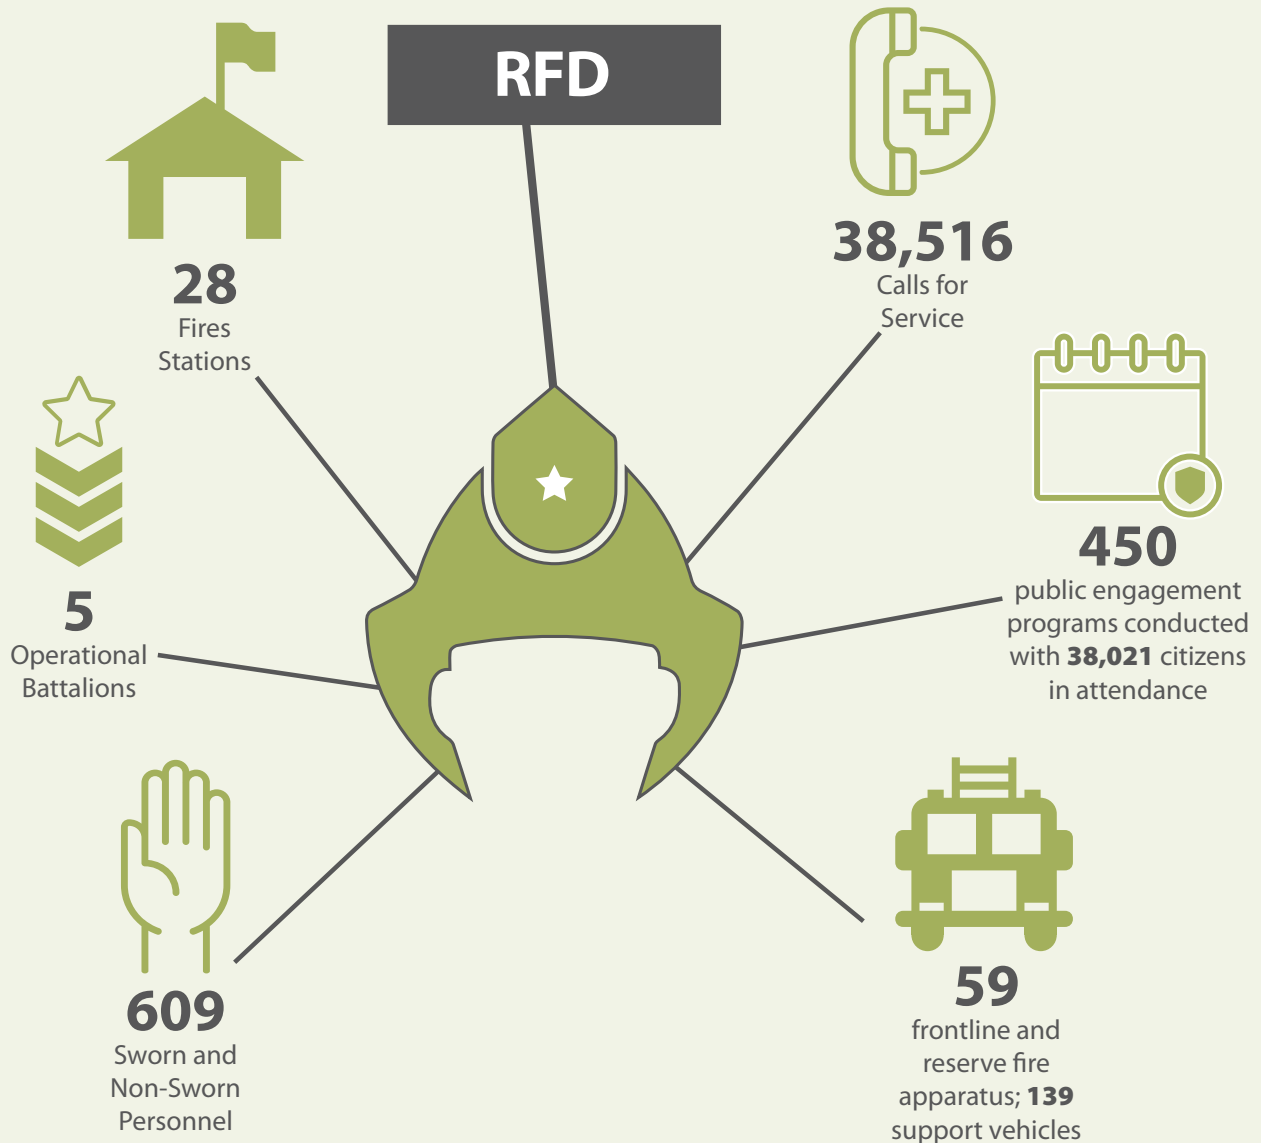 RFD
28
Fires
Stations
38,516
Calls for
Service
5
Operational
Battalions
450
public engagement
programs conducted
with 38,021 citizens
in attendance
609
Sworn and
Non-Sworn
Personnel
59
frontline and
reserve fire
apparatus; 139
support vehicles